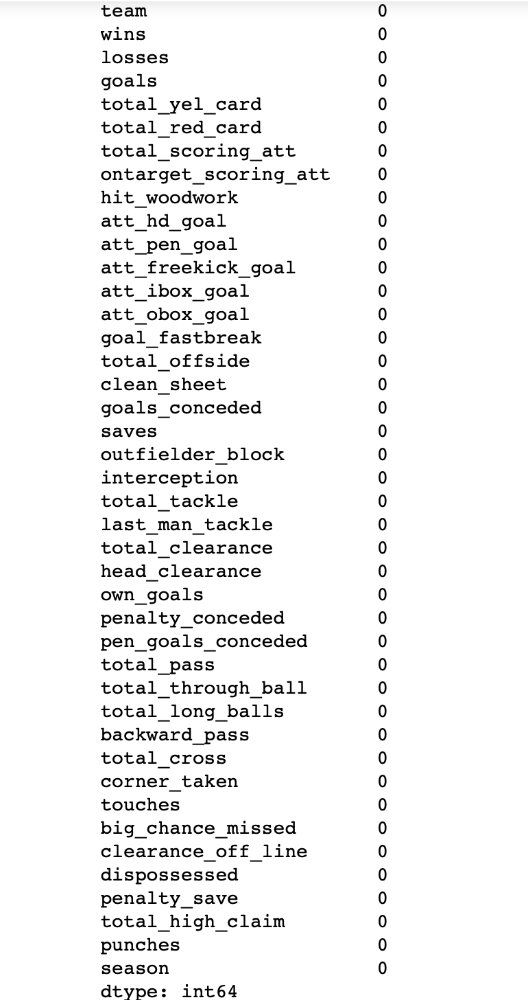 team 0
wins 0
losses 0
goals 0
total_yel_card 0
total_red_card 0
total_scoring_att 0
ontarget_scoring_att 0
hit_woodwork 0
att_hd_goal 0
att_pen_goal 0
att_freekick_goal 0
att_ibox_goal 0
att_obox_goal 0
goal_fastbreak 0
total_offside 0
clean_sheet 0
goals_conceded 0
saves 0
outfielder_block 0
interception 0
total_tackle 0
last_man_tackle 0
total_clearance 0
head_clearance 0
own_goals 0
penalty_conceded 0
pen_goals_conceded 0
total_pass 0
total_through_ball 0
total_long_balls 0
backward_pass 0
total_cross 0
corner_taken 0
touches 0
big_chance_missed 0
clearance_off_line 0
dispossessed 0
penalty_save 0
total_high_claim 0
punches 0
season 0
dtype: int64